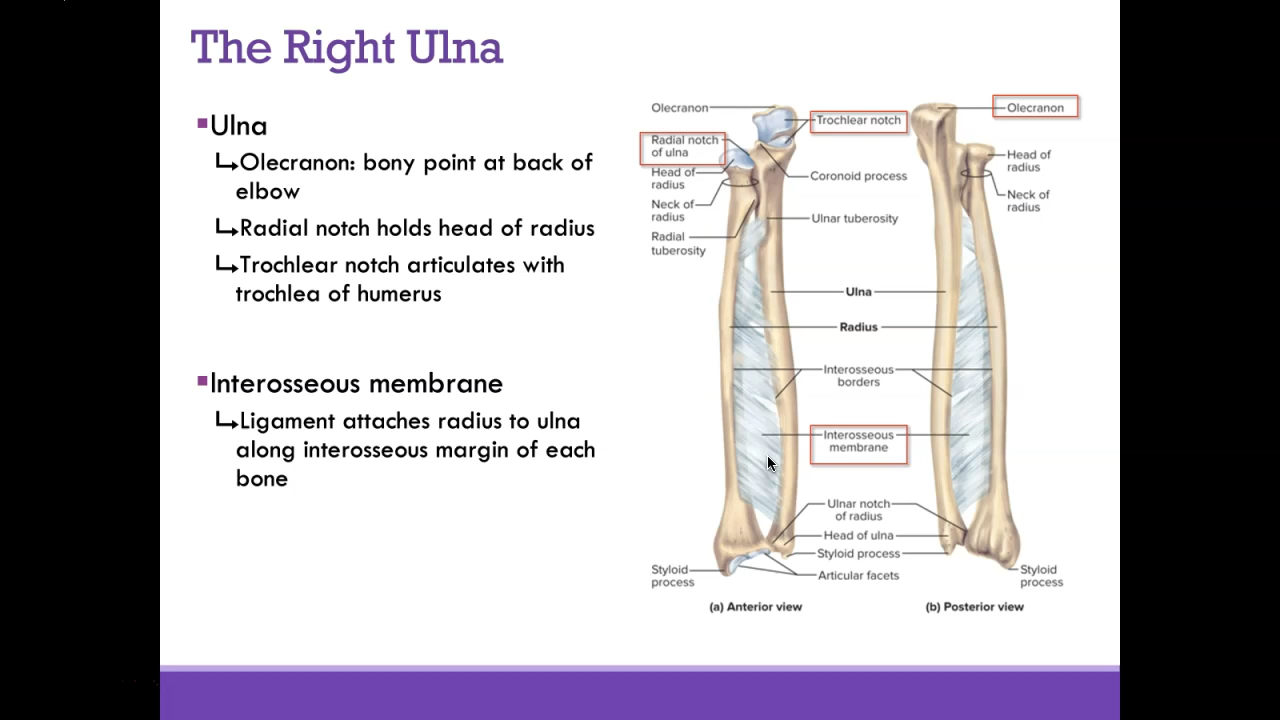 The Right Ulna
Ulna
Olecranon: bony point at back of
elbow
Radial notch holds head of radius
Trochlear notch articulates with
trochlea of humerus
Interosseous membrane
Ligament attaches radius to ulna
along interosseous margin of each
bone
Olecranon
Trochlear notch
Radial notch
of ulna
Head of
radius
Coronoid process
Neck of
radius
Ulnar tuberosity
Radial
tuberosity
Olecranon
Head of
radius
Neck of
radius
Ulna
Radius
Interosseous
borders
Interosseous
membrane
Ulnar notch
of radius
Head of ulna
Styloid process
Articular facets
Styloid
process
Styloid
process
(a) Anterior view
(b) Posterior view